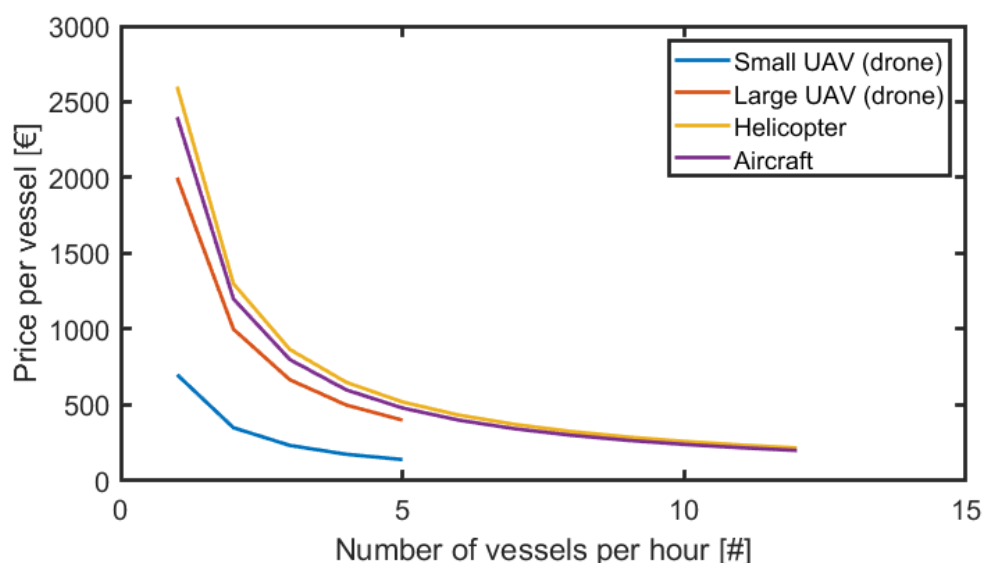 3000
2500
2000
1500
1000
500
0
Price per vessel [€]
Small UAV (drone)
Large UAV (drone)
Helicopter
Aircraft
0 5 10 15
Number of vessels per hour [#]